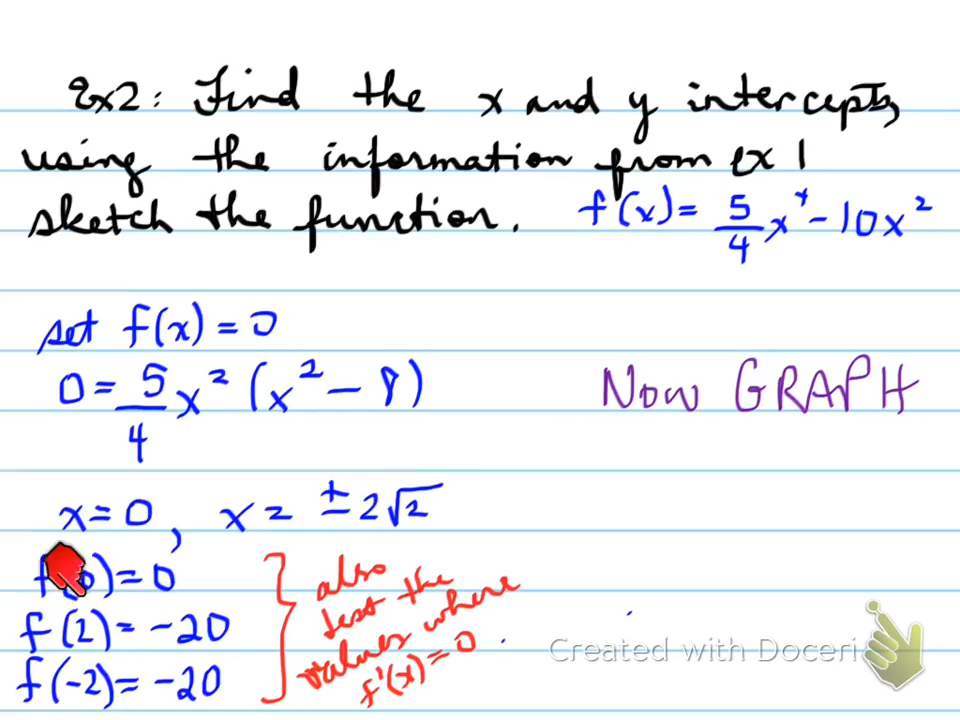 Ex2: Find the x and y intercepts,
using the information from ex 1
sketch the function. f(x) = 5/4 x⁴ - 10x²
set f(x) = 0
0 = 5/4 x² (x² - 8)
Now GRAPH
x = 0, x = ± 2√2
f(0) = 0
f(2) = -20
f(-2) = -20
also
test the
values where
f'(x) = 0
Created with Doceri